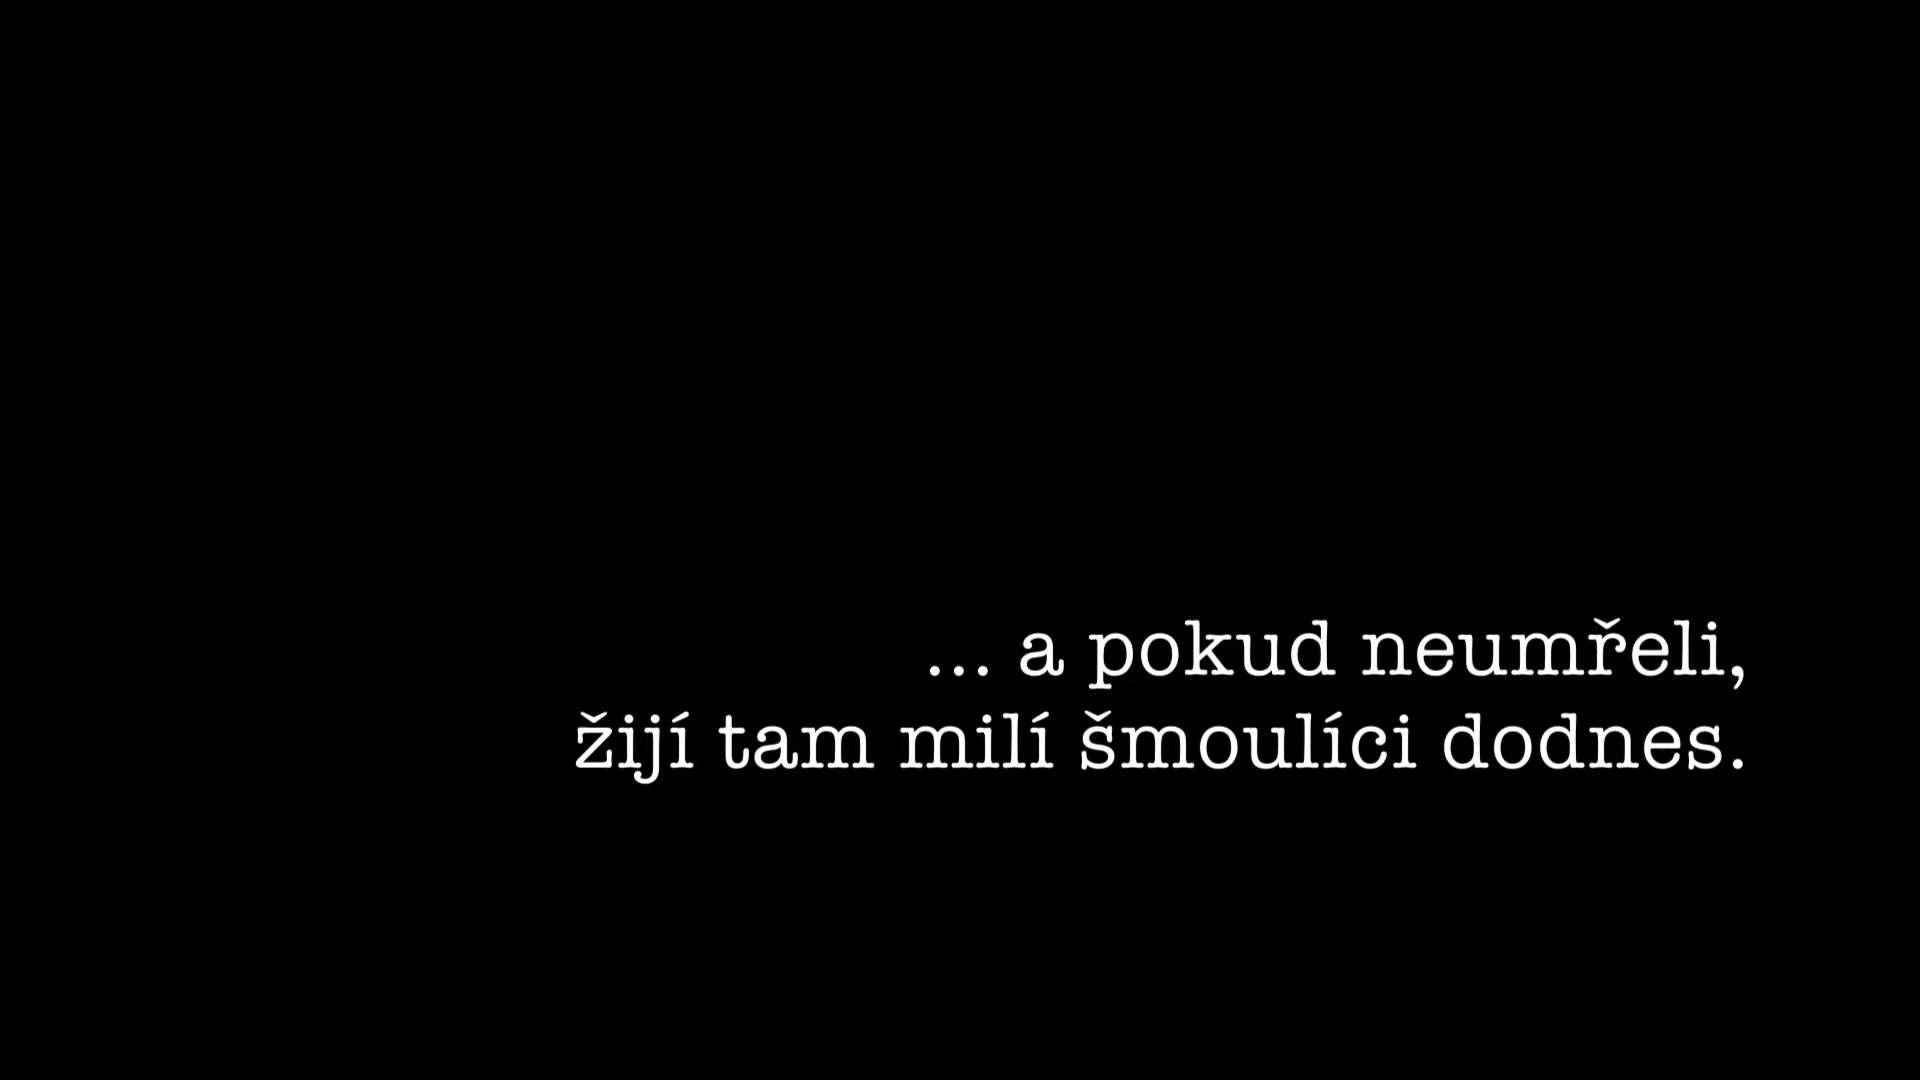 ... a pokud neumřeli,
žijí tam milí šmoulíci dodnes.